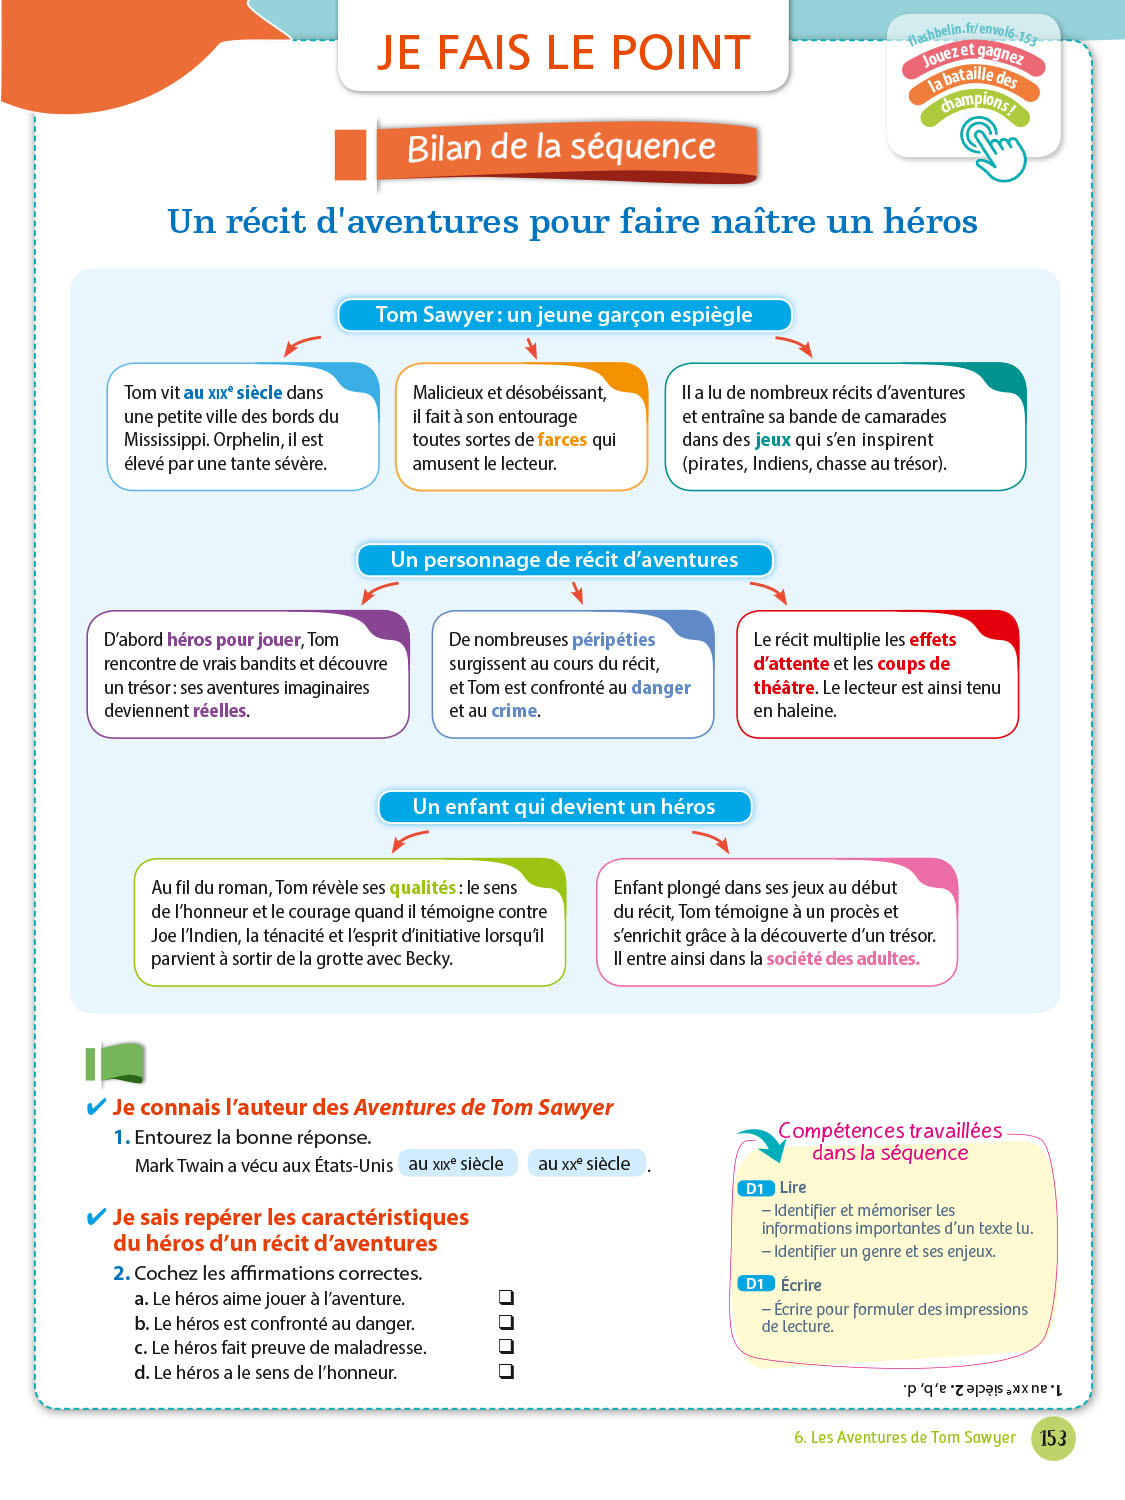 JE FAIS LE POINT
flashbelin.fr/envol6-153
Jouez et gagnez
la bataille des
champions !
Bilan de la séquence
Un récit d'aventures pour faire naître un héros
Tom Sawyer : un jeune garçon espiègle
Tom vit au XIXe siècle dans
une petite ville des bords du
Mississippi. Orphelin, il est
élevé par une tante sévère.
Malicieux et désobéissant,
il fait à son entourage
toutes sortes de farces qui
amusent le lecteur.
Il a lu de nombreux récits d’aventures
et entraîne sa bande de camarades
dans des jeux qui s’en inspirent
(pirates, Indiens, chasse au trésor).
Un personnage de récit d’aventures
D’abord héros pour jouer, Tom
rencontre de vrais bandits et découvre
un trésor : ses aventures imaginaires
deviennent réelles.
De nombreuses péripéties
surgissent au cours du récit,
et Tom est confronté au danger
et au crime.
Le récit multiplie les effets
d’attente et les coups de
théâtre. Le lecteur est ainsi tenu
en haleine.
Un enfant qui devient un héros
Au fil du roman, Tom révèle ses qualités : le sens
de l’honneur et le courage quand il témoigne contre
Joe l’Indien, la ténacité et l’esprit d’initiative lorsqu’il
parvient à sortir de la grotte avec Becky.
Enfant plongé dans ses jeux au début
du récit, Tom témoigne à un procès et
s’enrichit grâce à la découverte d’un trésor.
Il entre ainsi dans la société des adultes.
✔ Je connais l’auteur des Aventures de Tom Sawyer
1. Entourez la bonne réponse.
Mark Twain a vécu aux États-Unis au XIXe siècle au XXe siècle .
✔ Je sais repérer les caractéristiques
du héros d’un récit d’aventures
2. Cochez les affirmations correctes.
a. Le héros aime jouer à l’aventure. ❑
b. Le héros est confronté au danger. ❑
c. Le héros fait preuve de maladresse. ❑
d. Le héros a le sens de l’honneur. ❑
Compétences travaillées
dans la séquence
D1 Lire
– Identifier et mémoriser les
informations importantes d’un texte lu.
– Identifier un genre et ses enjeux.
D1 Écrire
– Écrire pour formuler des impressions
de lecture.
1. au XIXe siècle 2. a, b, d.
6. Les Aventures de Tom Sawyer 153